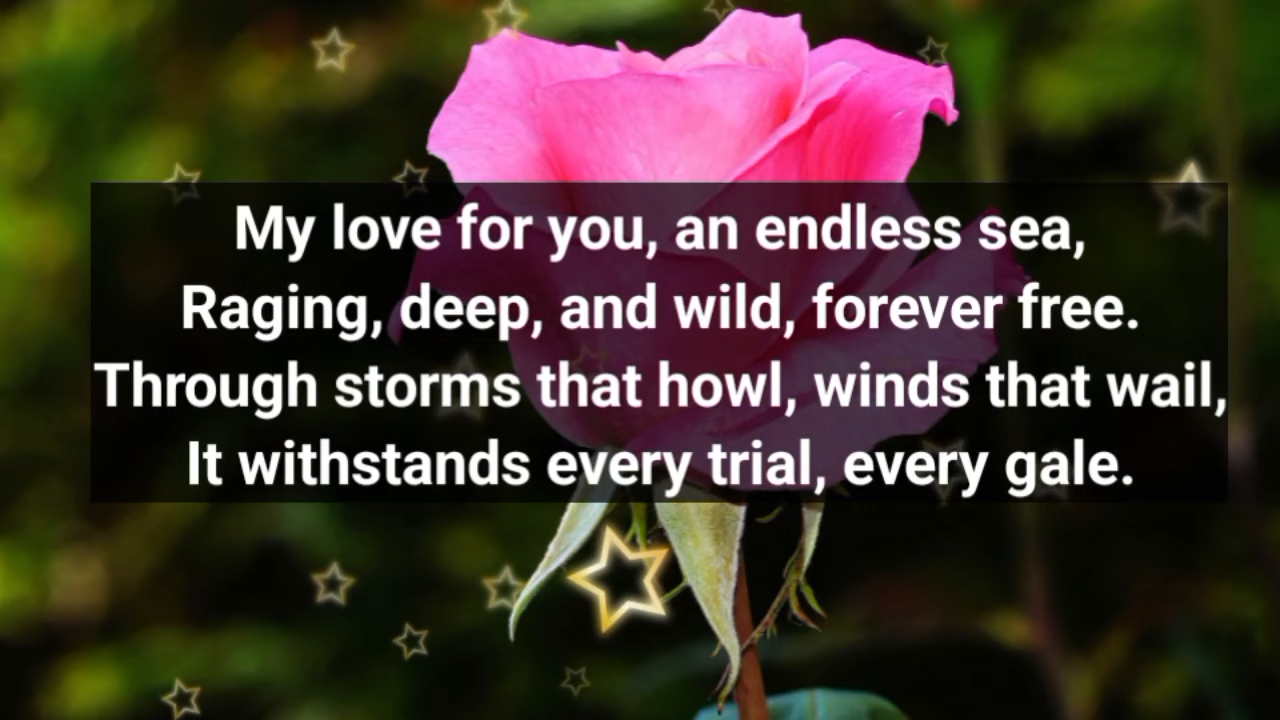 My love for you, an endless sea,
Raging, deep, and wild, forever free.
Through storms that howl, winds that wail,
It withstands every trial, every gale.